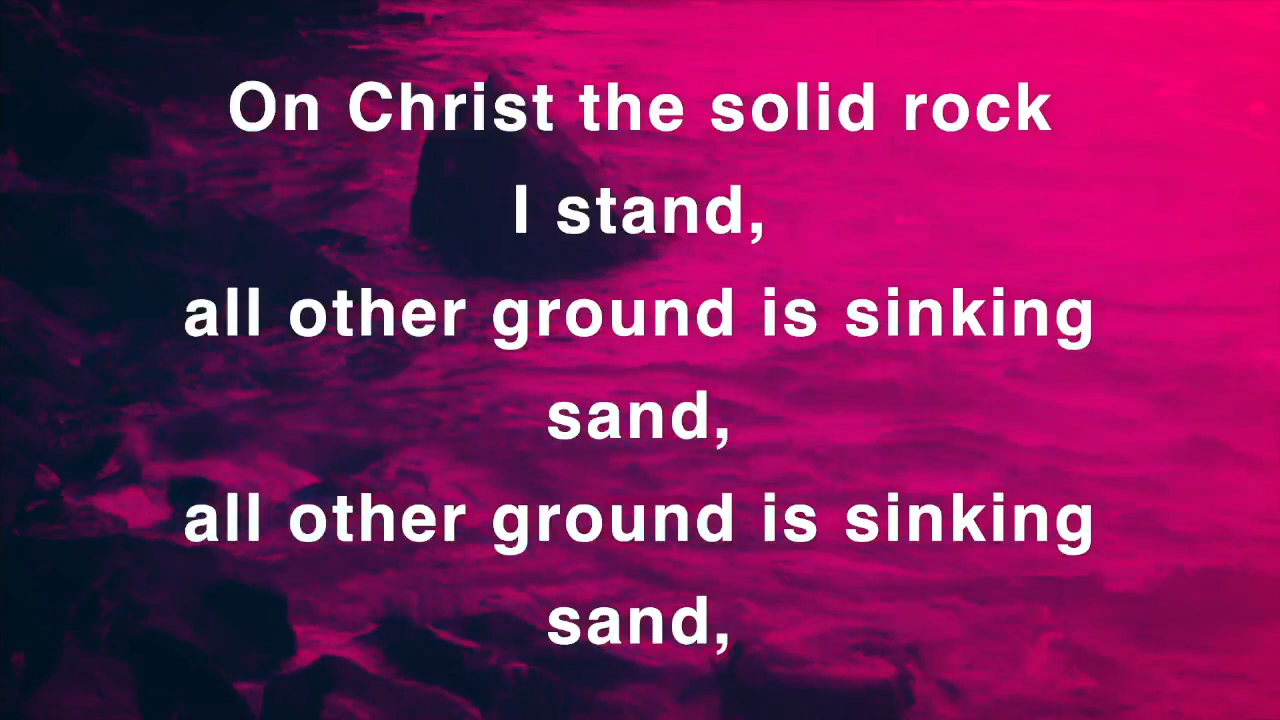 On Christ the solid rock
I stand,
all other ground is sinking
sand,
all other ground is sinking
sand,